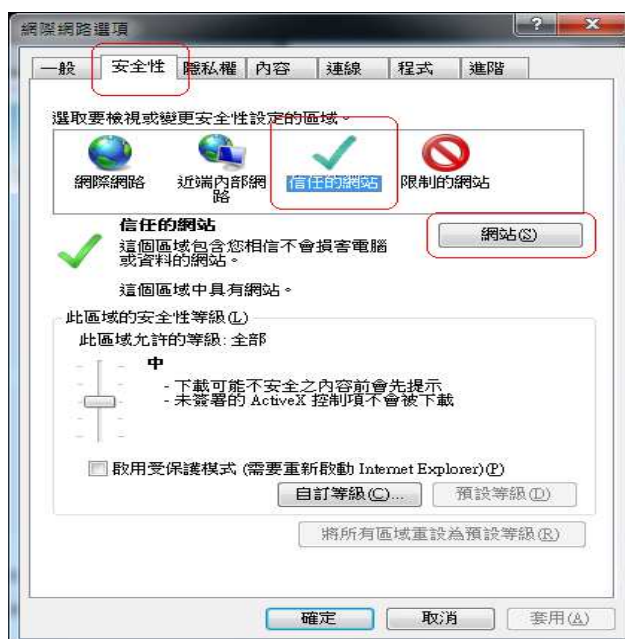 網際網路選項
?
一般 安全性 隱私權 內容 連線 程式 進階
選取要檢視或變更安全性設定的區域。
網際網路 近端內部網路 信任的網站 限制的網站
信任的網站
網站(S)
這個區域包含您相信不會損害電腦
或資料的網站。
這個區域中具有網站。
此區域的安全性等級(L)
此區域允許的等級: 全部
中
- 下載可能不安全之內容前會先提示
- 未簽署的 ActiveX 控制項不會被下載
啟用受保護模式 (需要重新啟動 Internet Explorer)(P)
自訂等級(C)... 預設等級(D)
將所有區域重設為預設等級(R)
確定 取消 套用(A)